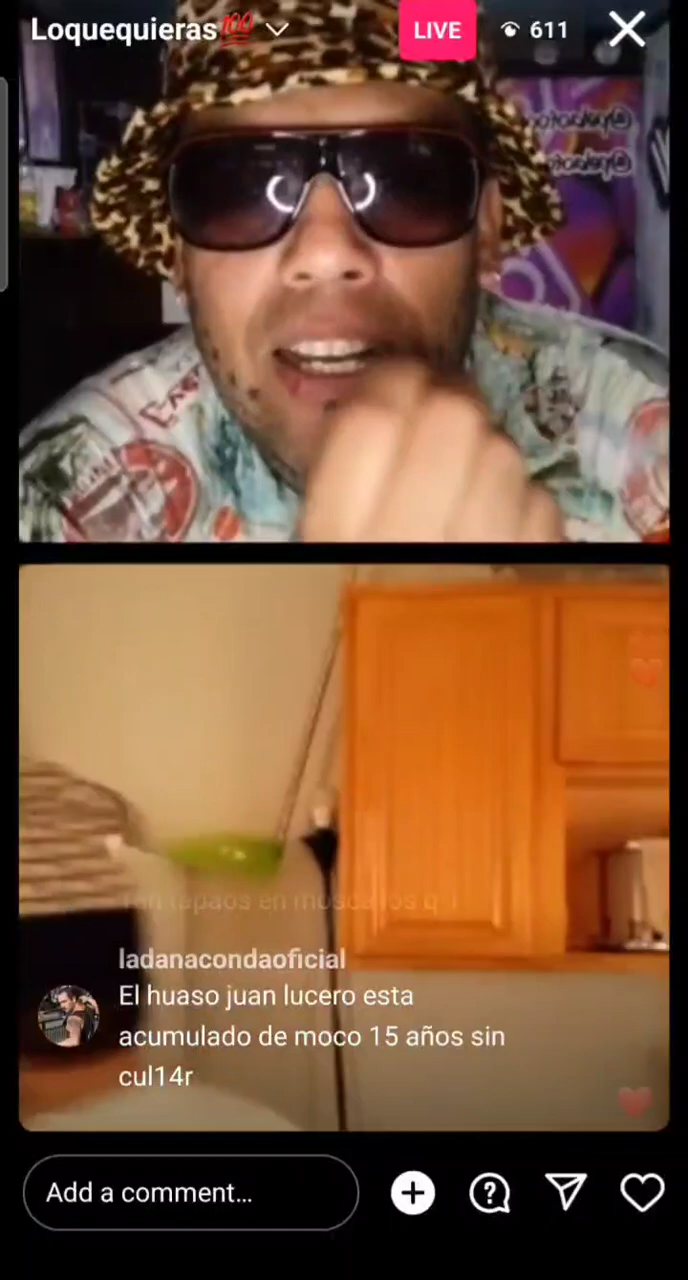 Loquequieras💯
LIVE
611
ladanacondaoficial
El huaso juan lucero esta
acumulado de moco 15 años sin
cul14r
Add a comment...